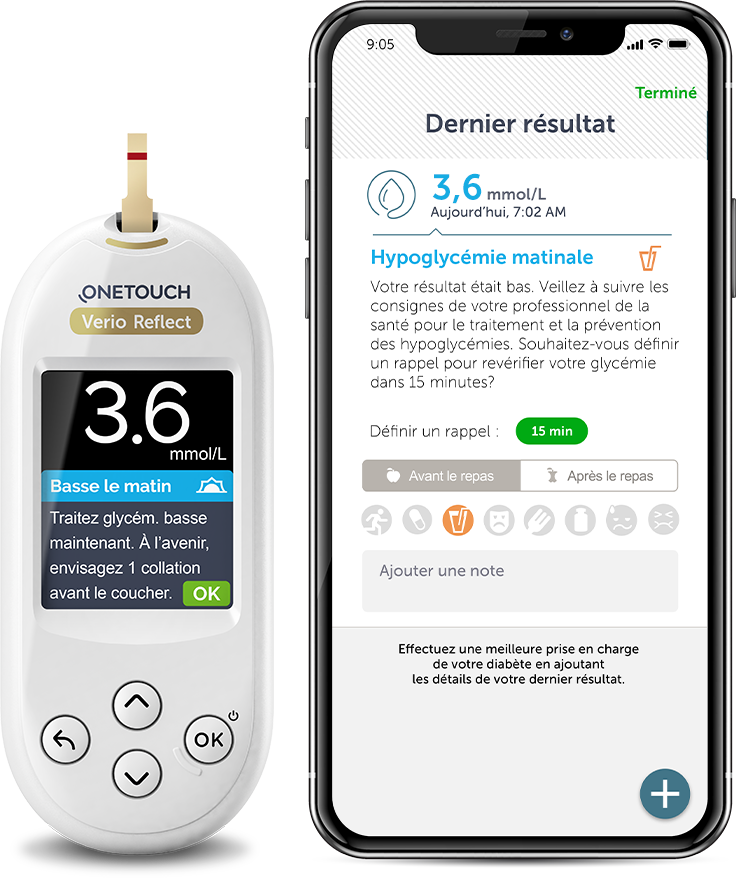 ONETOUCH
Verio Reflect
3.6
mmol/L
Basse le matin
Traitez glycém. basse
maintenant. À l'avenir,
envisagez 1 collation
avant le coucher. OK
OK
9:05
Terminé
Dernier résultat
3,6 mmol/L
Aujourd'hui, 7:02 AM
Hypoglycémie matinale
Votre résultat était bas. Veillez à suivre les
consignes de votre professionnel de la
santé pour le traitement et la prévention
des hypoglycémies. Souhaitez-vous définir
un rappel pour revérifier votre glycémie
dans 15 minutes?
Définir un rappel : 15 min
Avant le repas Après le repas
Ajouter une note
Effectuez une meilleure prise en charge
de votre diabète en ajoutant
les détails de votre dernier résultat.